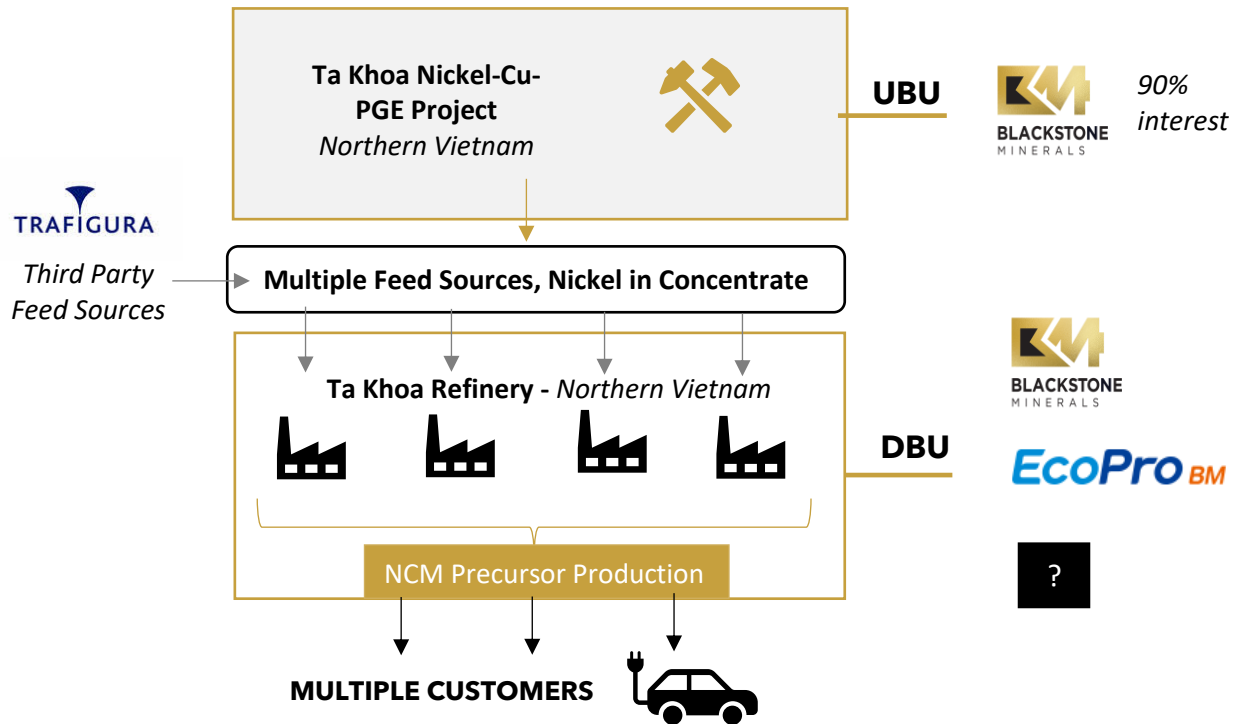 Ta Khoa Nickel-Cu-
PGE Project
Northern Vietnam
UBU
BLACKSTONE
MINERALS
90%
interest
TRAFIGURA
Third Party
Feed Sources
Multiple Feed Sources, Nickel in Concentrate
Ta Khoa Refinery - Northern Vietnam
BLACKSTONE
MINERALS
DBU
EcoPro BM
NCM Precursor Production
?
MULTIPLE CUSTOMERS